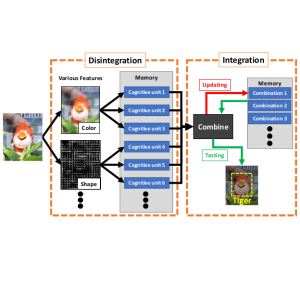 Disintegration
Integration
Various Features
Memory
Color
Shape
Cognitive unit 1
Cognitive unit 2
Cognitive unit 3
Cognitive unit 4
Cognitive unit 5
Cognitive unit 6
Updating
Memory
Combination 1
Combination 2
Combination 3
Combine
Testing
Tiger